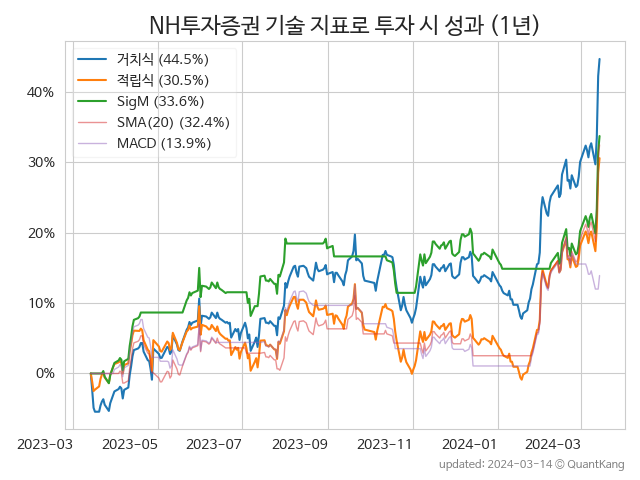 NH투자증권 기술 지표로 투자 시 성과 (1년)
거치식 (44.5%)
적립식 (30.5%)
SigM (33.6%)
SMA(20) (32.4%)
MACD (13.9%)
40%
30%
20%
10%
0%
2023-03 2023-05 2023-07 2023-09 2023-11 2024-01 2024-03
updated: 2024-03-14 © QuantKang